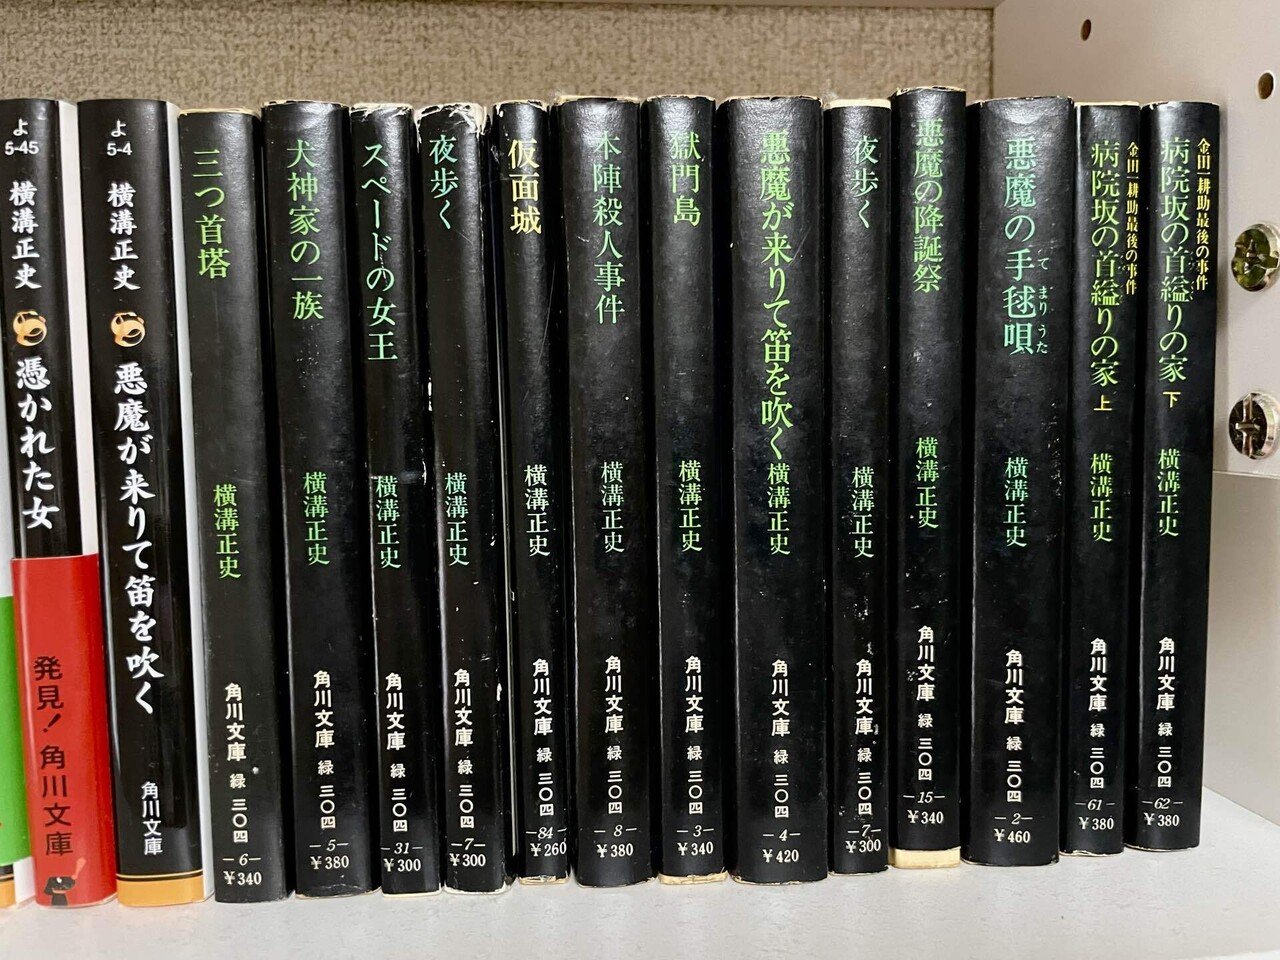 よ
5-45
横溝正史
憑かれた女
発見！角川文庫
よ
5-4
横溝正史
悪魔が来りて笛を吹く
角川文庫
三つ首塔
横溝正史
角川文庫
緑 三〇四
-6-
¥340
犬神家の一族
横溝正史
角川文庫
緑 三〇四
-5-
¥380
スペードの女王
横溝正史
角川文庫
緑 三〇四
-31-
¥300
夜歩く
横溝正史
角川文庫
緑 三〇四
-7-
¥300
仮面城
横溝正史
角川文庫
緑 三〇四
-84-
¥260
本陣殺人事件
横溝正史
角川文庫
緑 三〇四
-8-
¥380
獄門島
横溝正史
角川文庫
緑 三〇四
-3-
¥340
悪魔が来りて笛を吹く
横溝正史
角川文庫
緑 三〇四
-4-
¥420
夜歩く
横溝正史
角川文庫
緑 三〇四
-7-
¥300
悪魔の降誕祭
横溝正史
角川文庫
緑 三〇四
-15-
¥340
悪魔の手毬唄
てまりうた
横溝正史
角川文庫
緑 三〇四
-2-
¥460
金田一耕助最後の事件
病院坂の首縊りの家 上
横溝正史
角川文庫
緑 三〇四
-61-
¥380
金田一耕助最後の事件
病院坂の首縊りの家 下
横溝正史
角川文庫
緑 三〇四
-62-
¥380